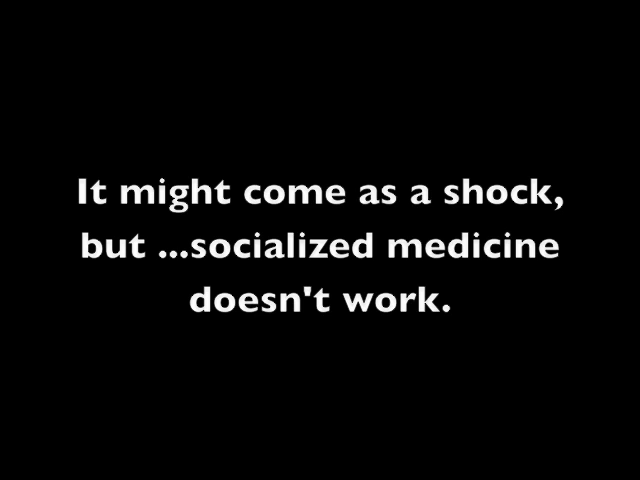 It might come as a shock,
but ...socialized medicine
doesn't work.